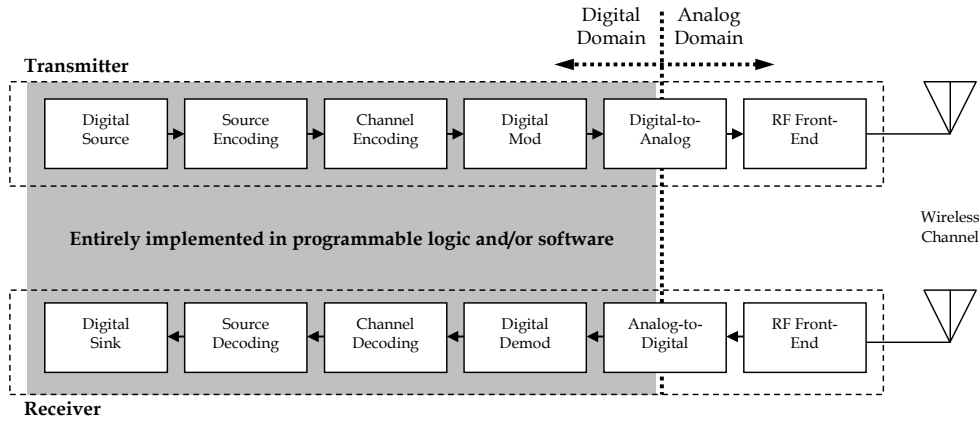 Digital Domain
Analog Domain
Transmitter
Digital Source
Source Encoding
Channel Encoding
Digital Mod
Digital-to-Analog
RF Front-End
Entirely implemented in programmable logic and/or software
Wireless Channel
Digital Sink
Source Decoding
Channel Decoding
Digital Demod
Analog-to-Digital
RF Front-End
Receiver